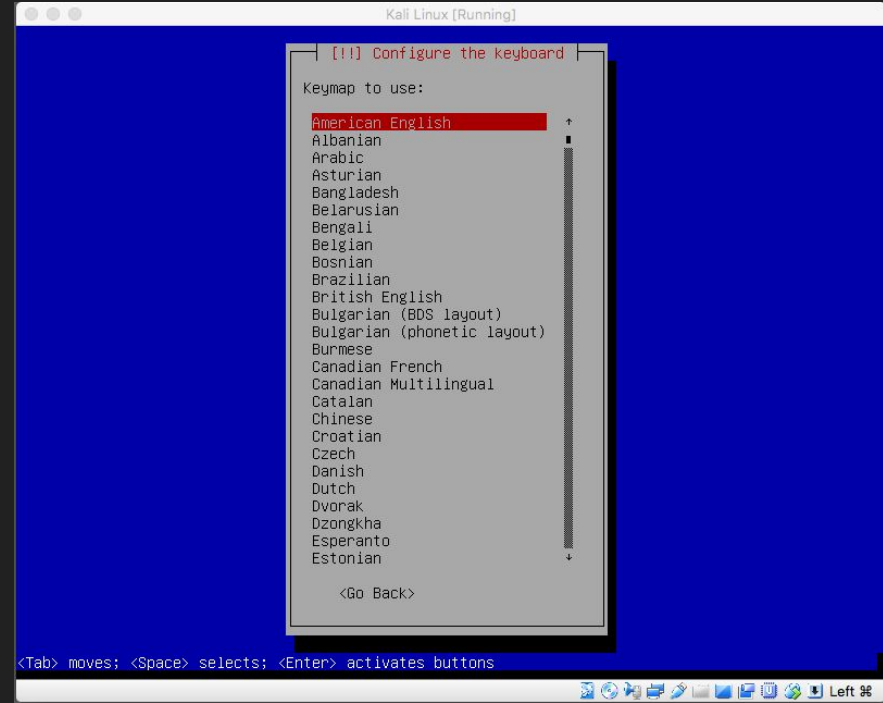 Kali Linux [Running]
[!!] Configure the keyboard
Keymap to use:
American English
Albanian
Arabic
Asturian
Bangladesh
Belarusian
Bengali
Belgian
Bosnian
Brazilian
British English
Bulgarian (BDS layout)
Bulgarian (phonetic layout)
Burmese
Canadian French
Canadian Multilingual
Catalan
Chinese
Croatian
Czech
Danish
Dutch
Dvorak
Dzongkha
Esperanto
Estonian
<Go Back>
<Tab> moves; <Space> selects; <Enter> activates buttons
Left ⌘